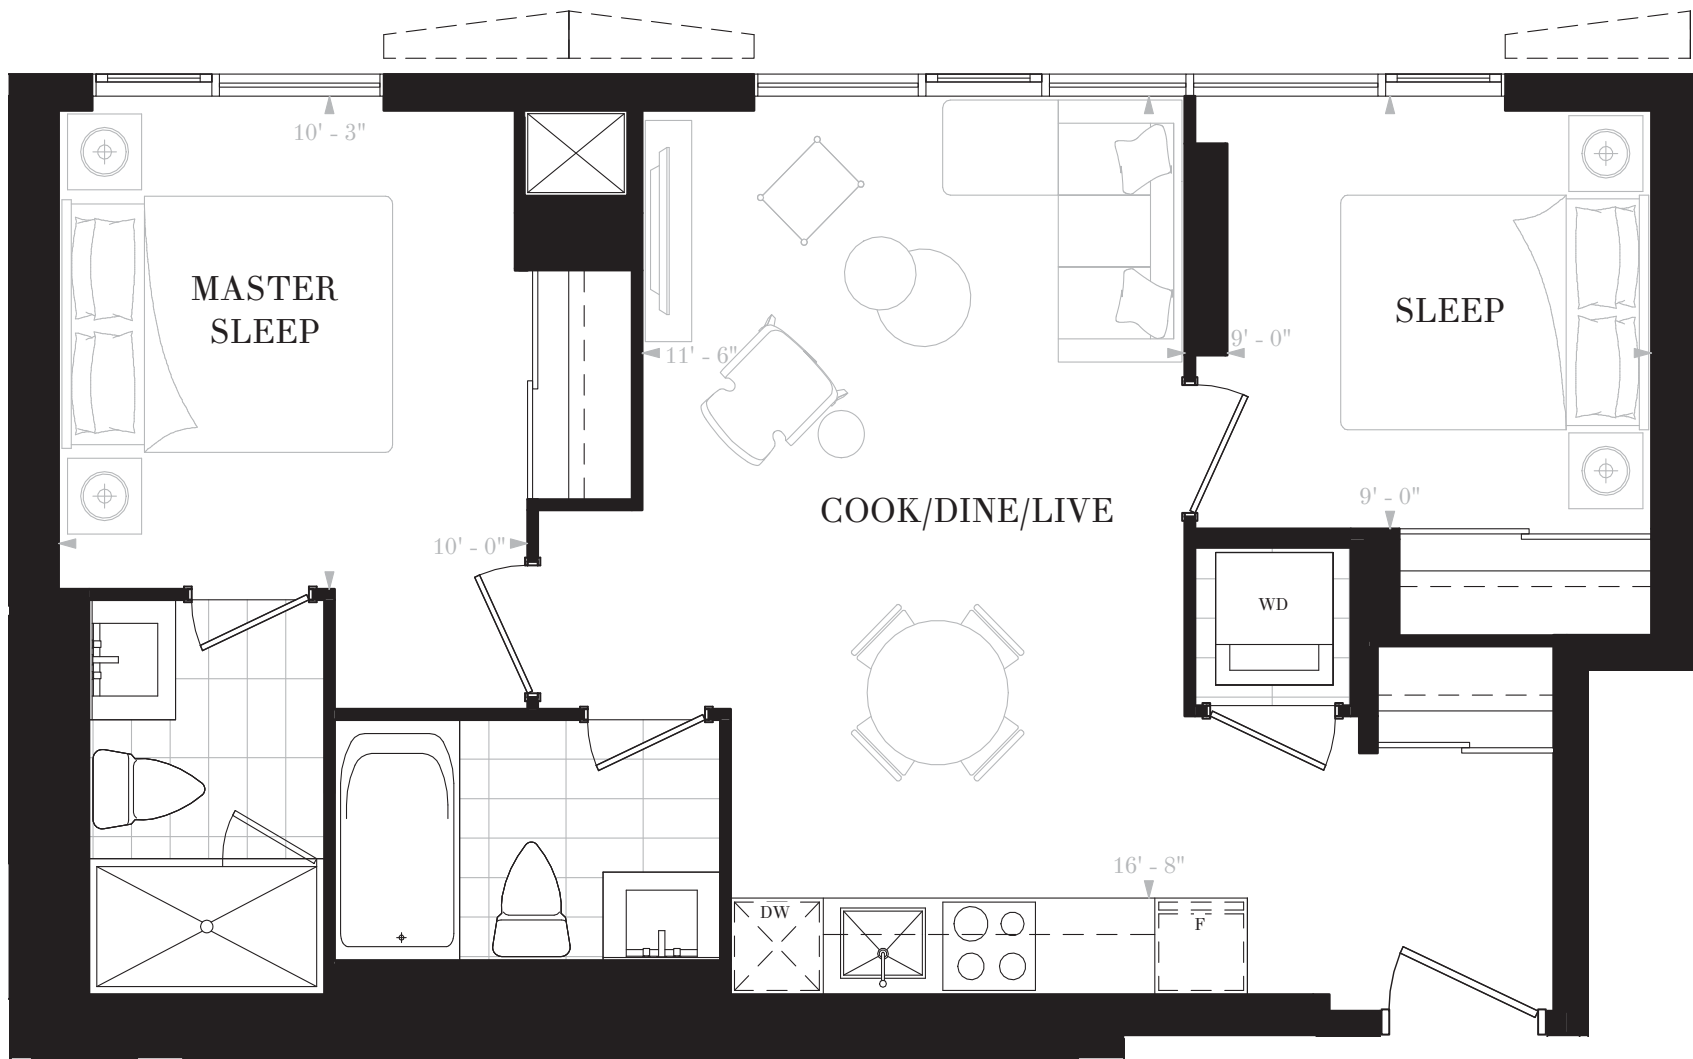 10' - 3"
MASTER
SLEEP
SLEEP
11' - 6"
9' - 0"
9' - 0"
COOK/DINE/LIVE
10' - 0"
WD
16' - 8"
DW
F